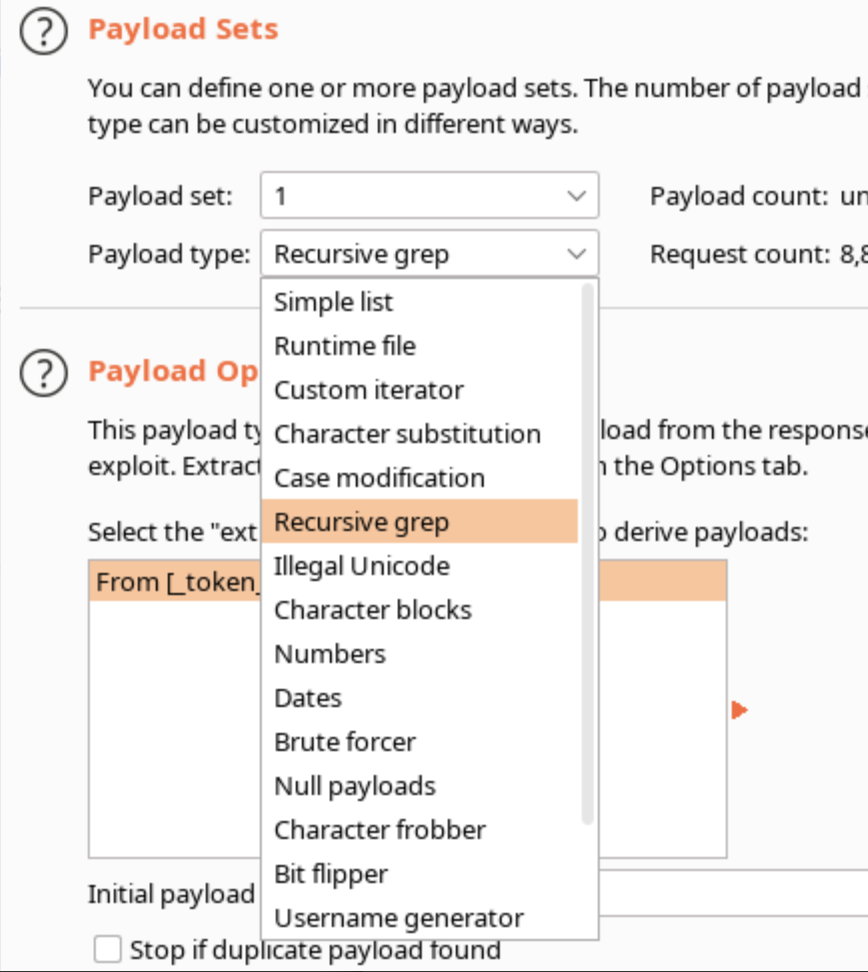 ? Payload Sets
You can define one or more payload sets. The number of payload
type can be customized in different ways.
Payload set: 1 Payload count: un
Payload type: Recursive grep Request count: 8,8
Simple list
Runtime file
? Payload Op
Custom iterator
This payload ty Character substitution load from the response
exploit. Extract Case modification the Options tab.
Select the "ext Recursive grep derive payloads:
Illegal Unicode
From [_token_
Character blocks
Numbers
Dates
Brute forcer
Null payloads
Character frobber
Bit flipper
Initial payload
Username generator
Stop if duplicate payload found